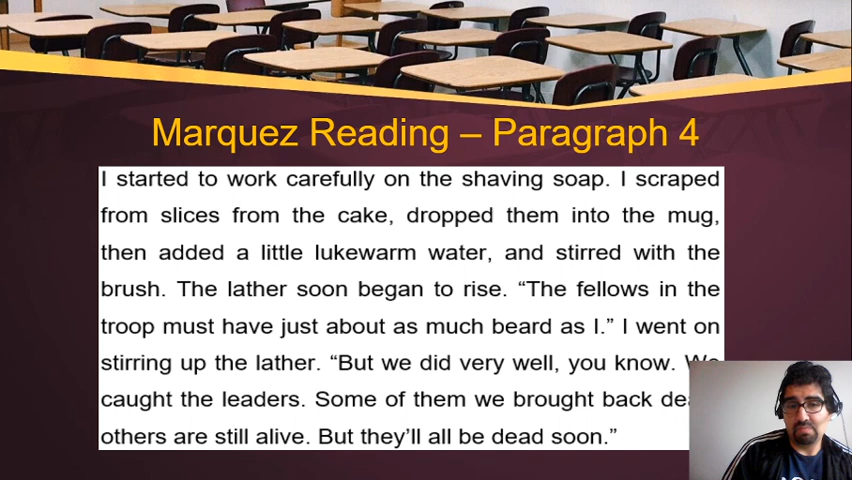 Marquez Reading – Paragraph 4
I started to work carefully on the shaving soap. I scraped
from slices from the cake, dropped them into the mug,
then added a little lukewarm water, and stirred with the
brush. The lather soon began to rise. “The fellows in the
troop must have just about as much beard as I.” I went on
stirring up the lather. “But we did very well, you know.
caught the leaders. Some of them we brought back
others are still alive. But they’ll all be dead soon.”